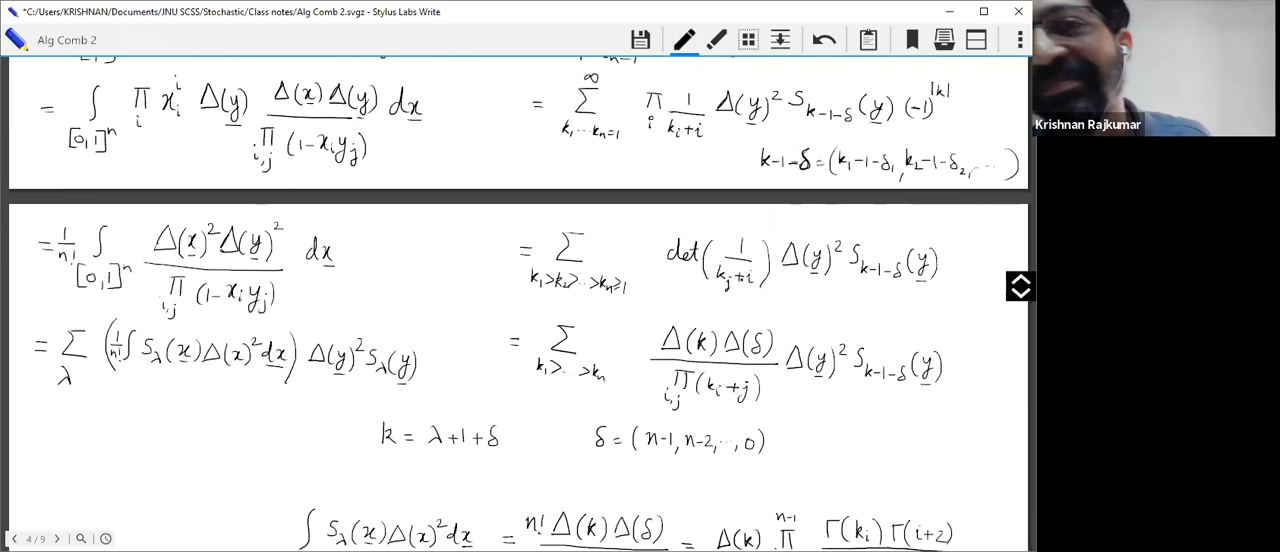 *C:/Users/KRISHNAN/Documents/JNU SCSS/Stochastic/Class notes/Alg Comb 2.svgz - Stylus Labs Write
Alg Comb 2
= ∫_{[0,1]^n} ∏_i x_i^i Δ(y) Δ(x)Δ(y) / ∏_{i,j} (1-x_i y_j) dx
= ∑_{k_1,...k_n=1}^∞ ∏_i 1/(k_i+i) Δ(y)^2 S_{k-1-δ}(y) (-1)^{|k|}
k-1-δ = (k_1-1-δ_1, k_2-1-δ_2, ...)
Krishnan Rajkumar
= 1/n! ∫_{[0,1]^n} Δ(x)^2 Δ(y)^2 / ∏_{i,j} (1-x_i y_j) dx
= ∑_{k_1>k_2>...>k_n≥1} det(1/(k_j+i)) Δ(y)^2 S_{k-1-δ}(y)
= ∑_λ (1/n! ∫ S_λ(x) Δ(x)^2 dx) Δ(y)^2 S_λ(y)
= ∑_{k_1>...>k_n} Δ(k)Δ(δ) / ∏_{i,j} (k_i+j) Δ(y)^2 S_{k-1-δ}(y)
k = λ+1+δ
δ = (n-1, n-2, ..., 0)
∫ S_λ(x) Δ(x)^2 dx = n! Δ(k) Δ(δ) = Δ(k) ∏^{n-1} Γ(k_i) Γ(i+2)
4/9